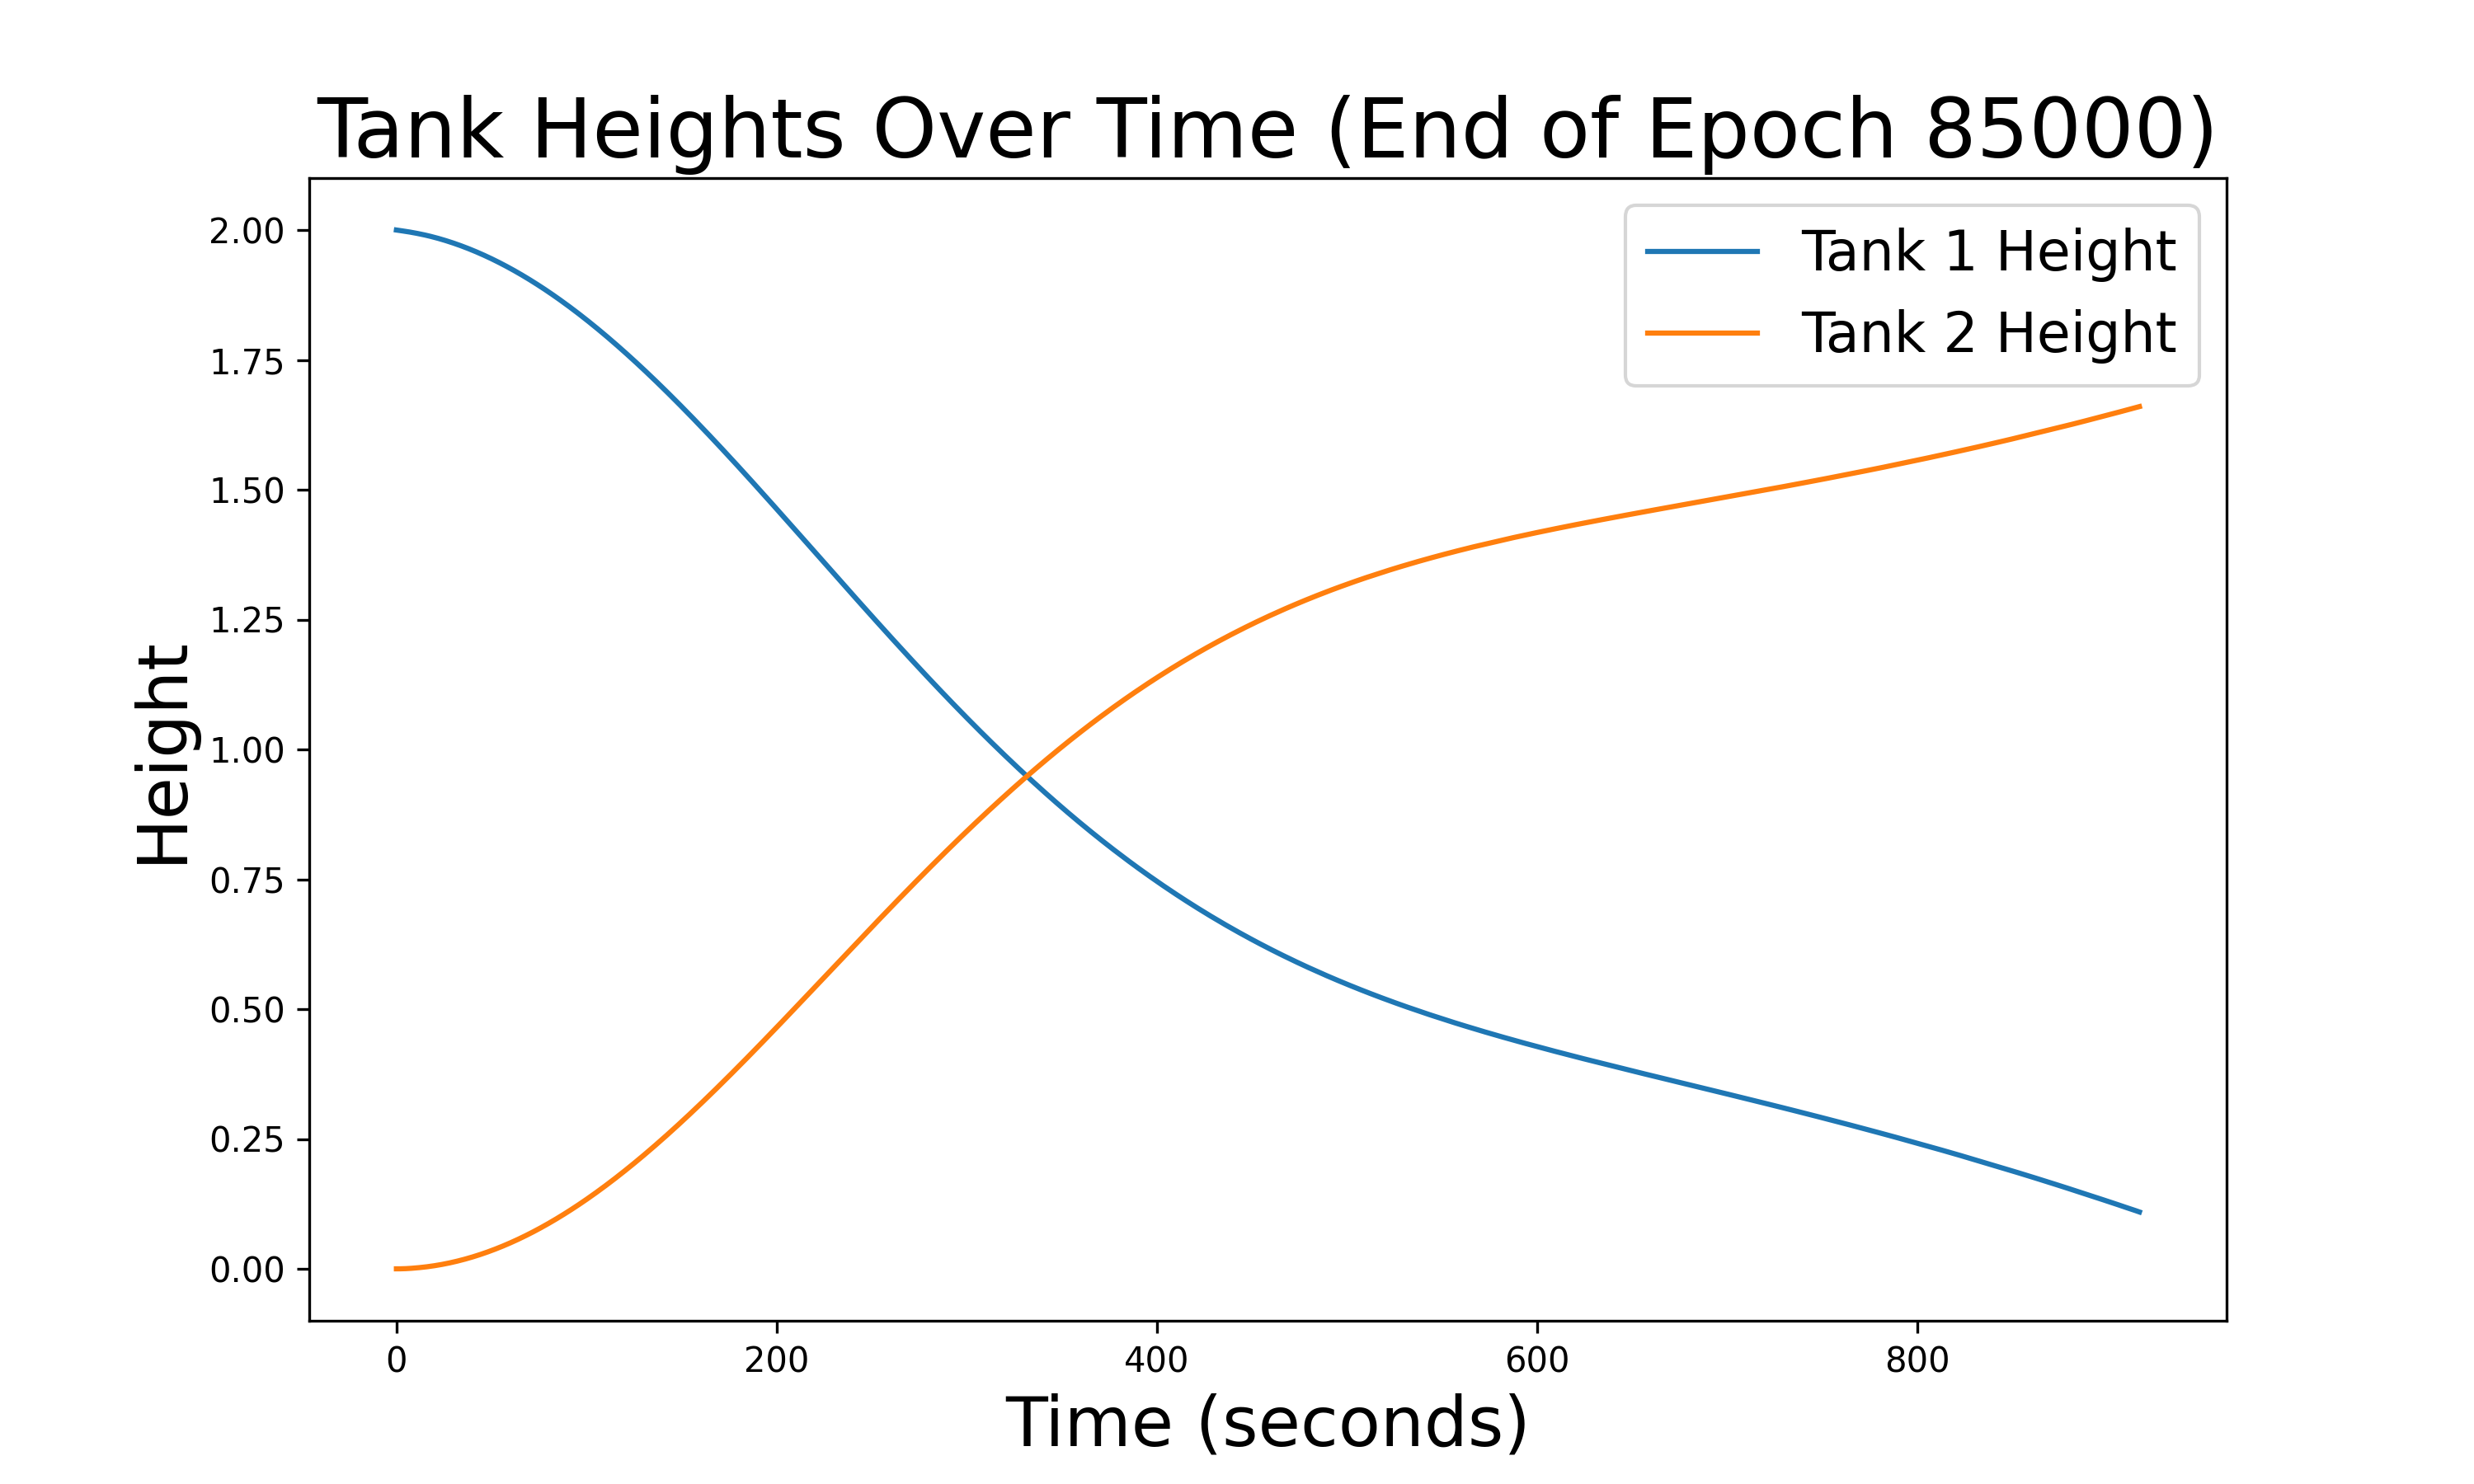 Tank Heights Over Time (End of Epoch 85000)
Tank 1 Height
Tank 2 Height
Height
2.00
1.75
1.50
1.25
1.00
0.75
0.50
0.25
0.00
0 200 400 600 800
Time (seconds)